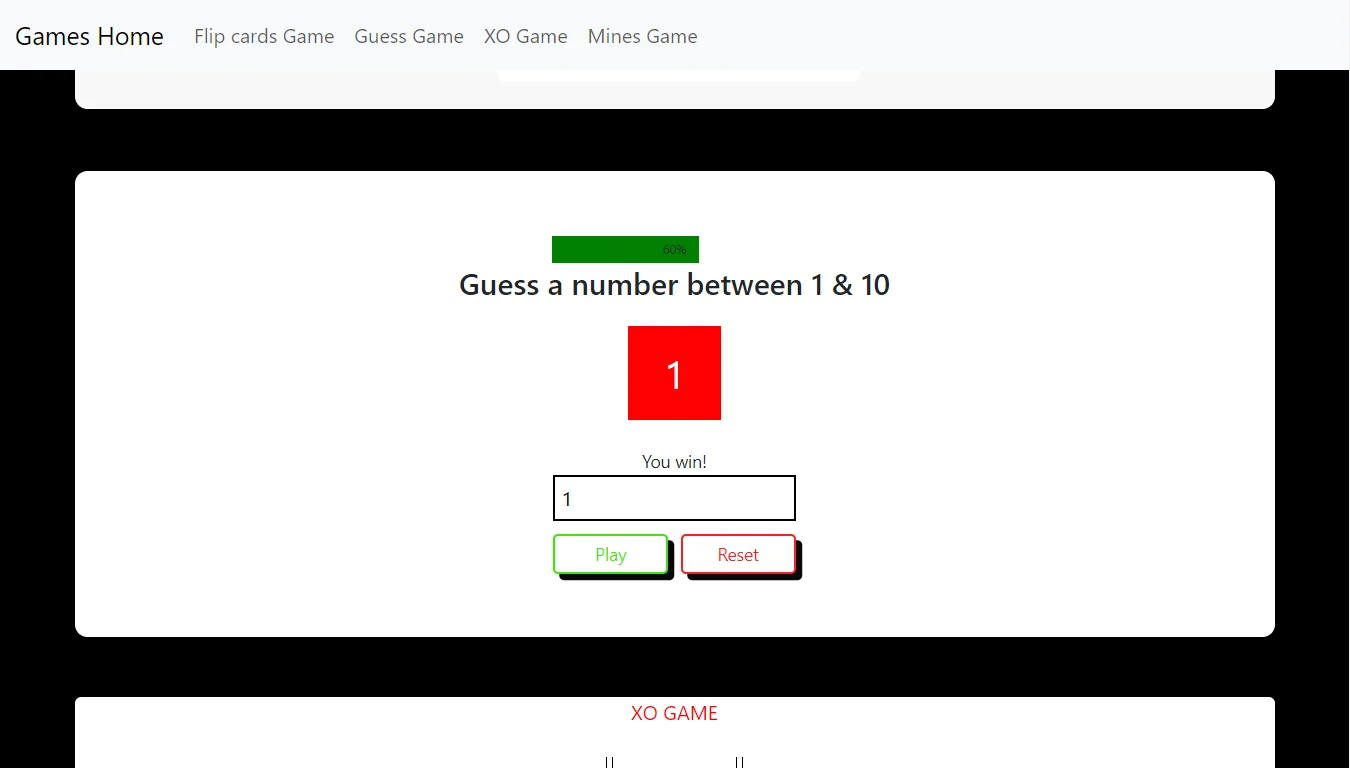 Games Home Flip cards Game Guess Game XO Game Mines Game
60%
Guess a number between 1 & 10
1
You win!
1
Play Reset
XO GAME